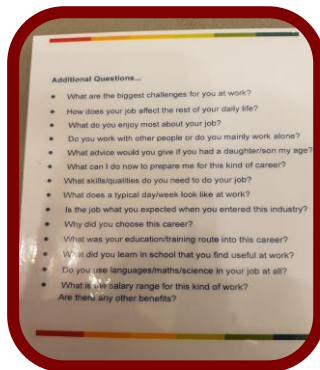 Additional Questions...
• What are the biggest challenges for you at work?
• How does your job affect the rest of your daily life?
• What do you enjoy most about your job?
• Do you work with other people or do you mainly work alone?
• What advice would you give if you had a daughter/son my age?
• What can I do now to prepare me for this kind of career?
• What skills/qualities do you need to do your job?
• What does a typical day/week look like at work?
• Is the job what you expected when you entered this industry?
• Why did you choose this career?
• What was your education/training route into this career?
• What did you learn in school that you find useful at work?
• Do you use languages/maths/science in your job at all?
• What is the salary range for this kind of work?
Are there any other benefits?